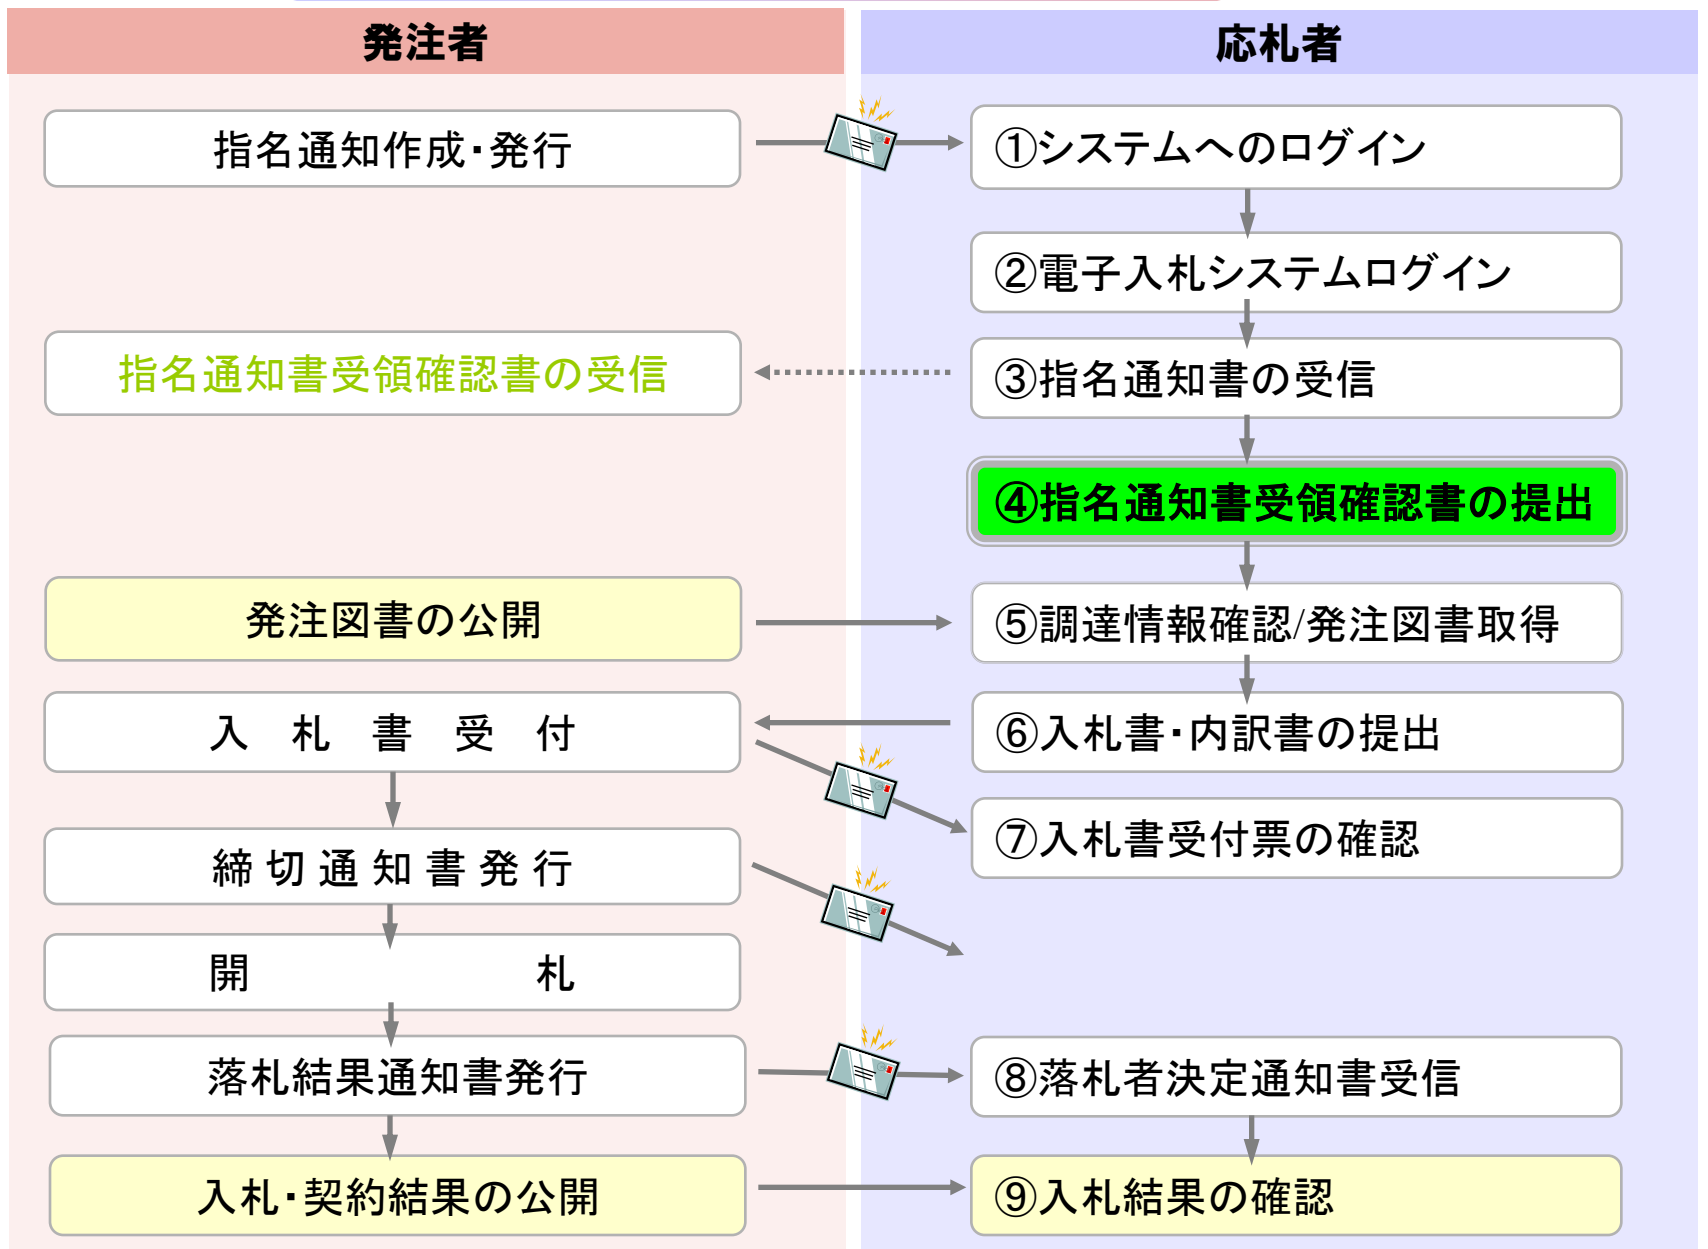 発注者
応札者
指名通知作成・発行
①システムへのログイン
②電子入札システムログイン
指名通知書受領確認書の受信
③指名通知書の受信
④指名通知書受領確認書の提出
発注図書の公開
⑤調達情報確認/発注図書取得
入札書受付
⑥入札書・内訳書の提出
⑦入札書受付票の確認
締切通知書発行
開札
落札結果通知書発行
⑧落札者決定通知書受信
入札・契約結果の公開
⑨入札結果の確認